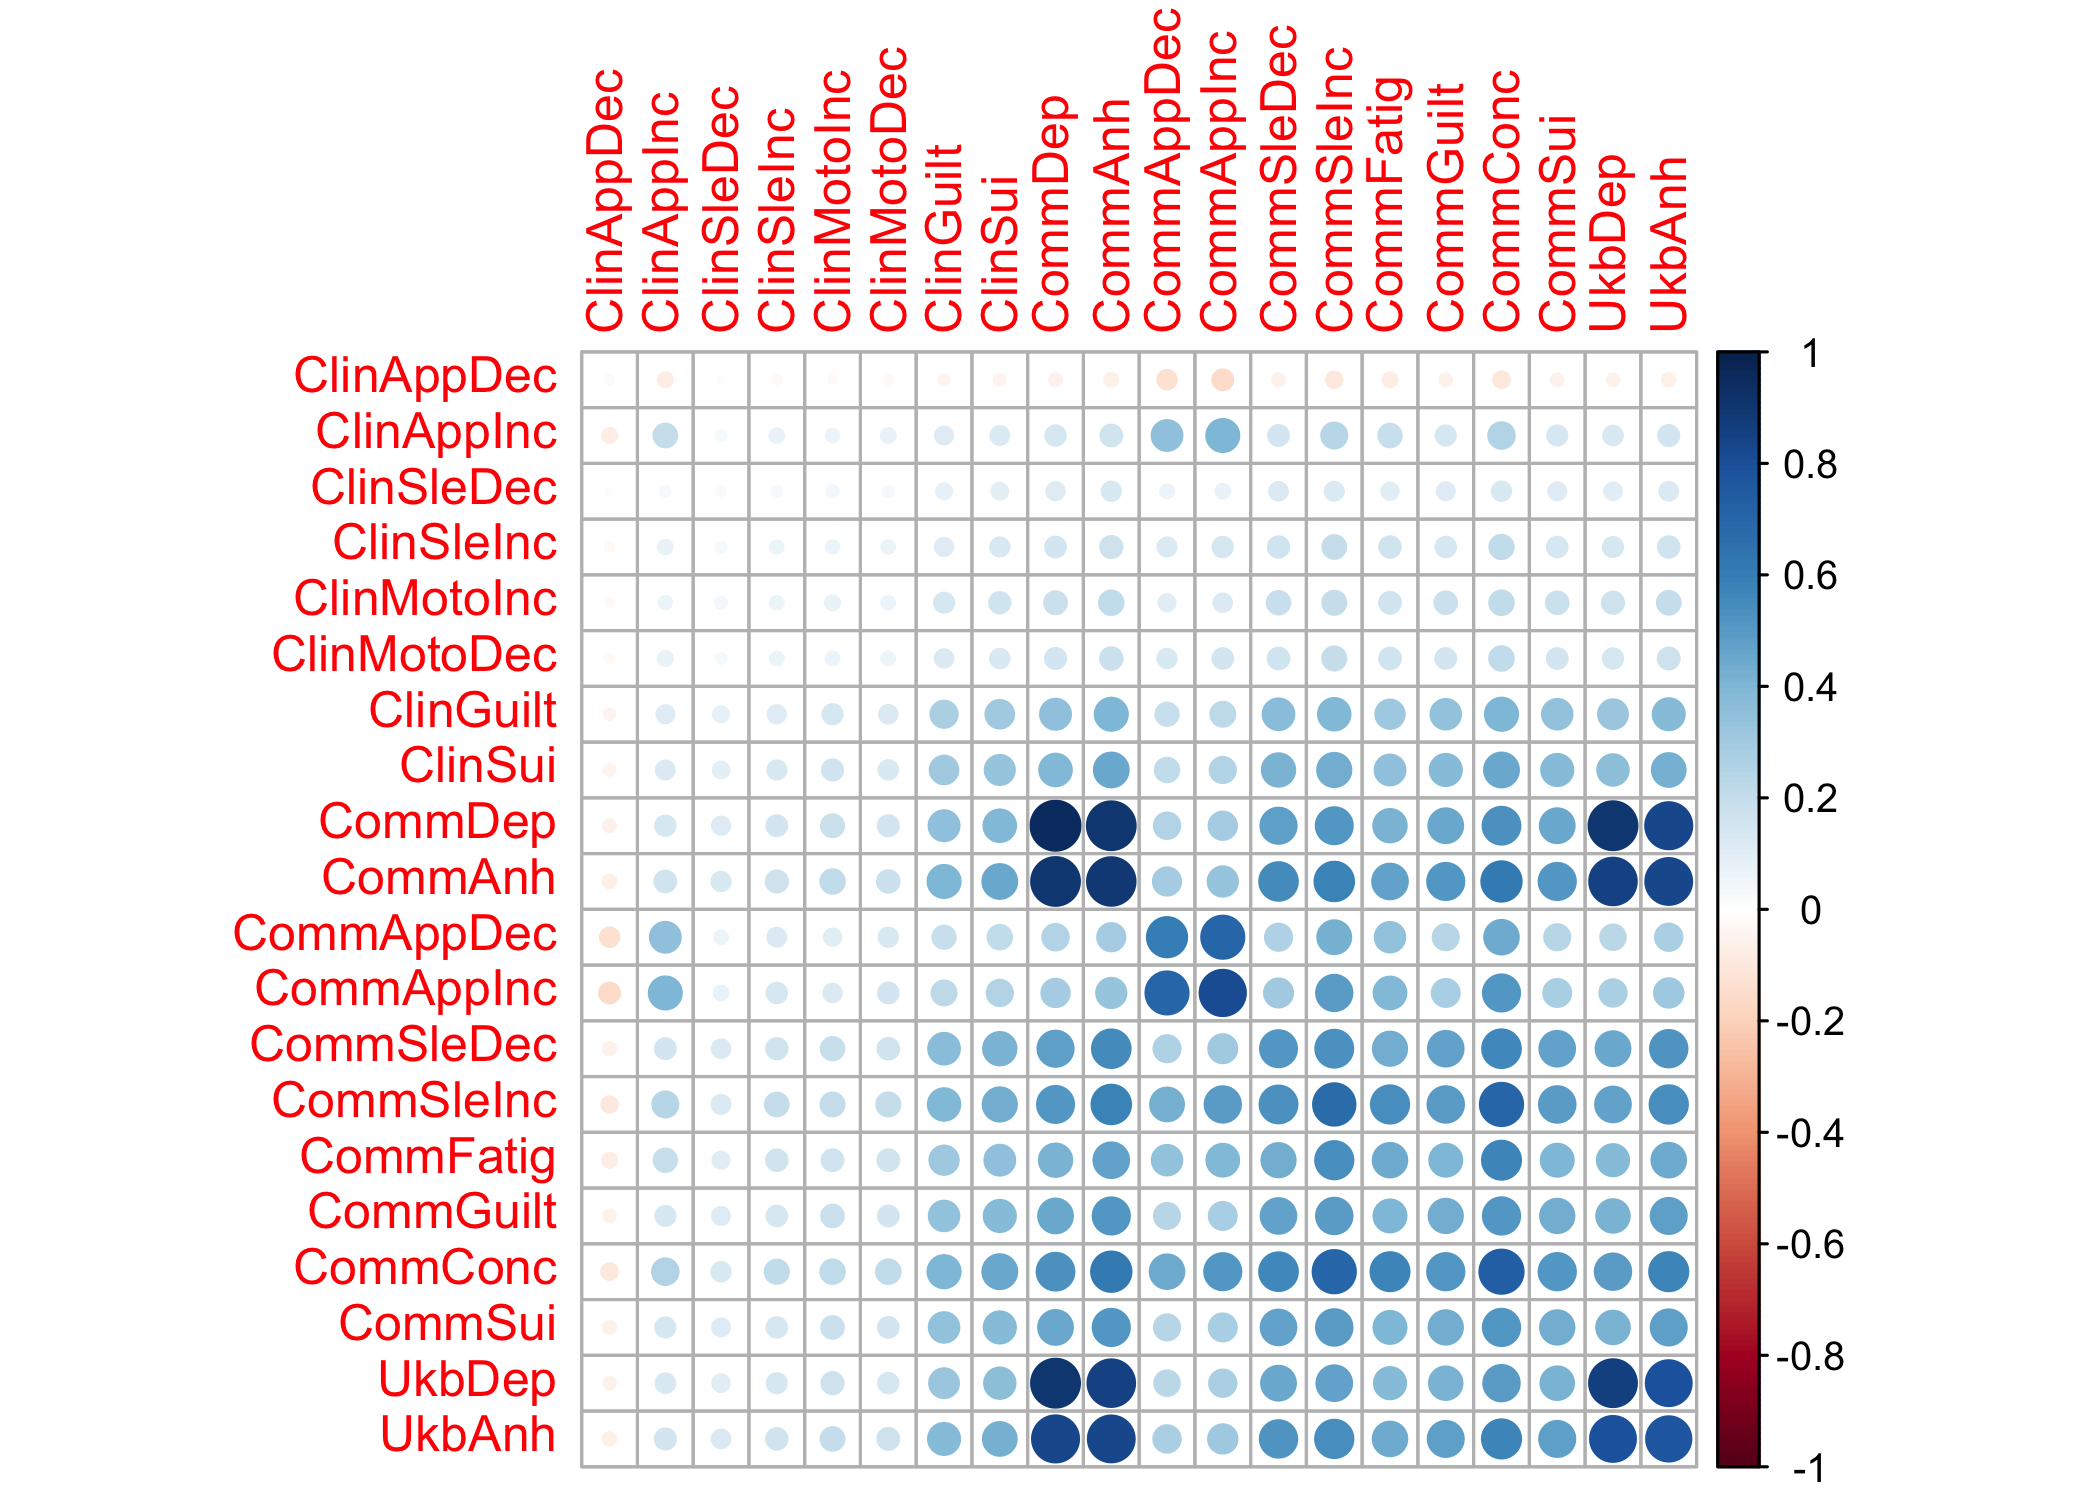 ClinAppDec
ClinAppInc
ClinSleDec
ClinSleInc
ClinMotoInc
ClinMotoDec
ClinGuilt
ClinSui
CommDep
CommAnh
CommAppDec
CommAppInc
CommSleDec
CommSleInc
CommFatig
CommGuilt
CommConc
CommSui
UkbDep
UkbAnh
ClinAppDec
ClinAppInc
ClinSleDec
ClinSleInc
ClinMotoInc
ClinMotoDec
ClinGuilt
ClinSui
CommDep
CommAnh
CommAppDec
CommAppInc
CommSleDec
CommSleInc
CommFatig
CommGuilt
CommConc
CommSui
UkbDep
UkbAnh
1
0.8
0.6
0.4
0.2
0
-0.2
-0.4
-0.6
-0.8
-1